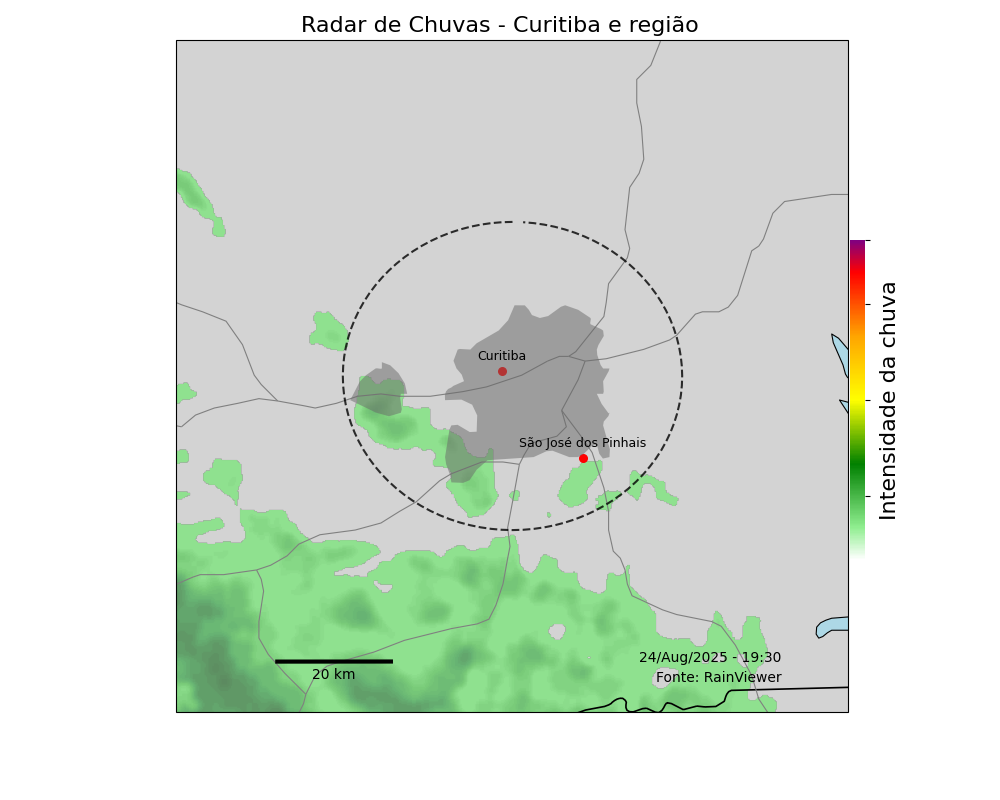 Radar de Chuvas - Curitiba e região
Curitiba
São José dos Pinhais
Intensidade da chuva
24/Aug/2025 - 19:30
Fonte: RainViewer
20 km